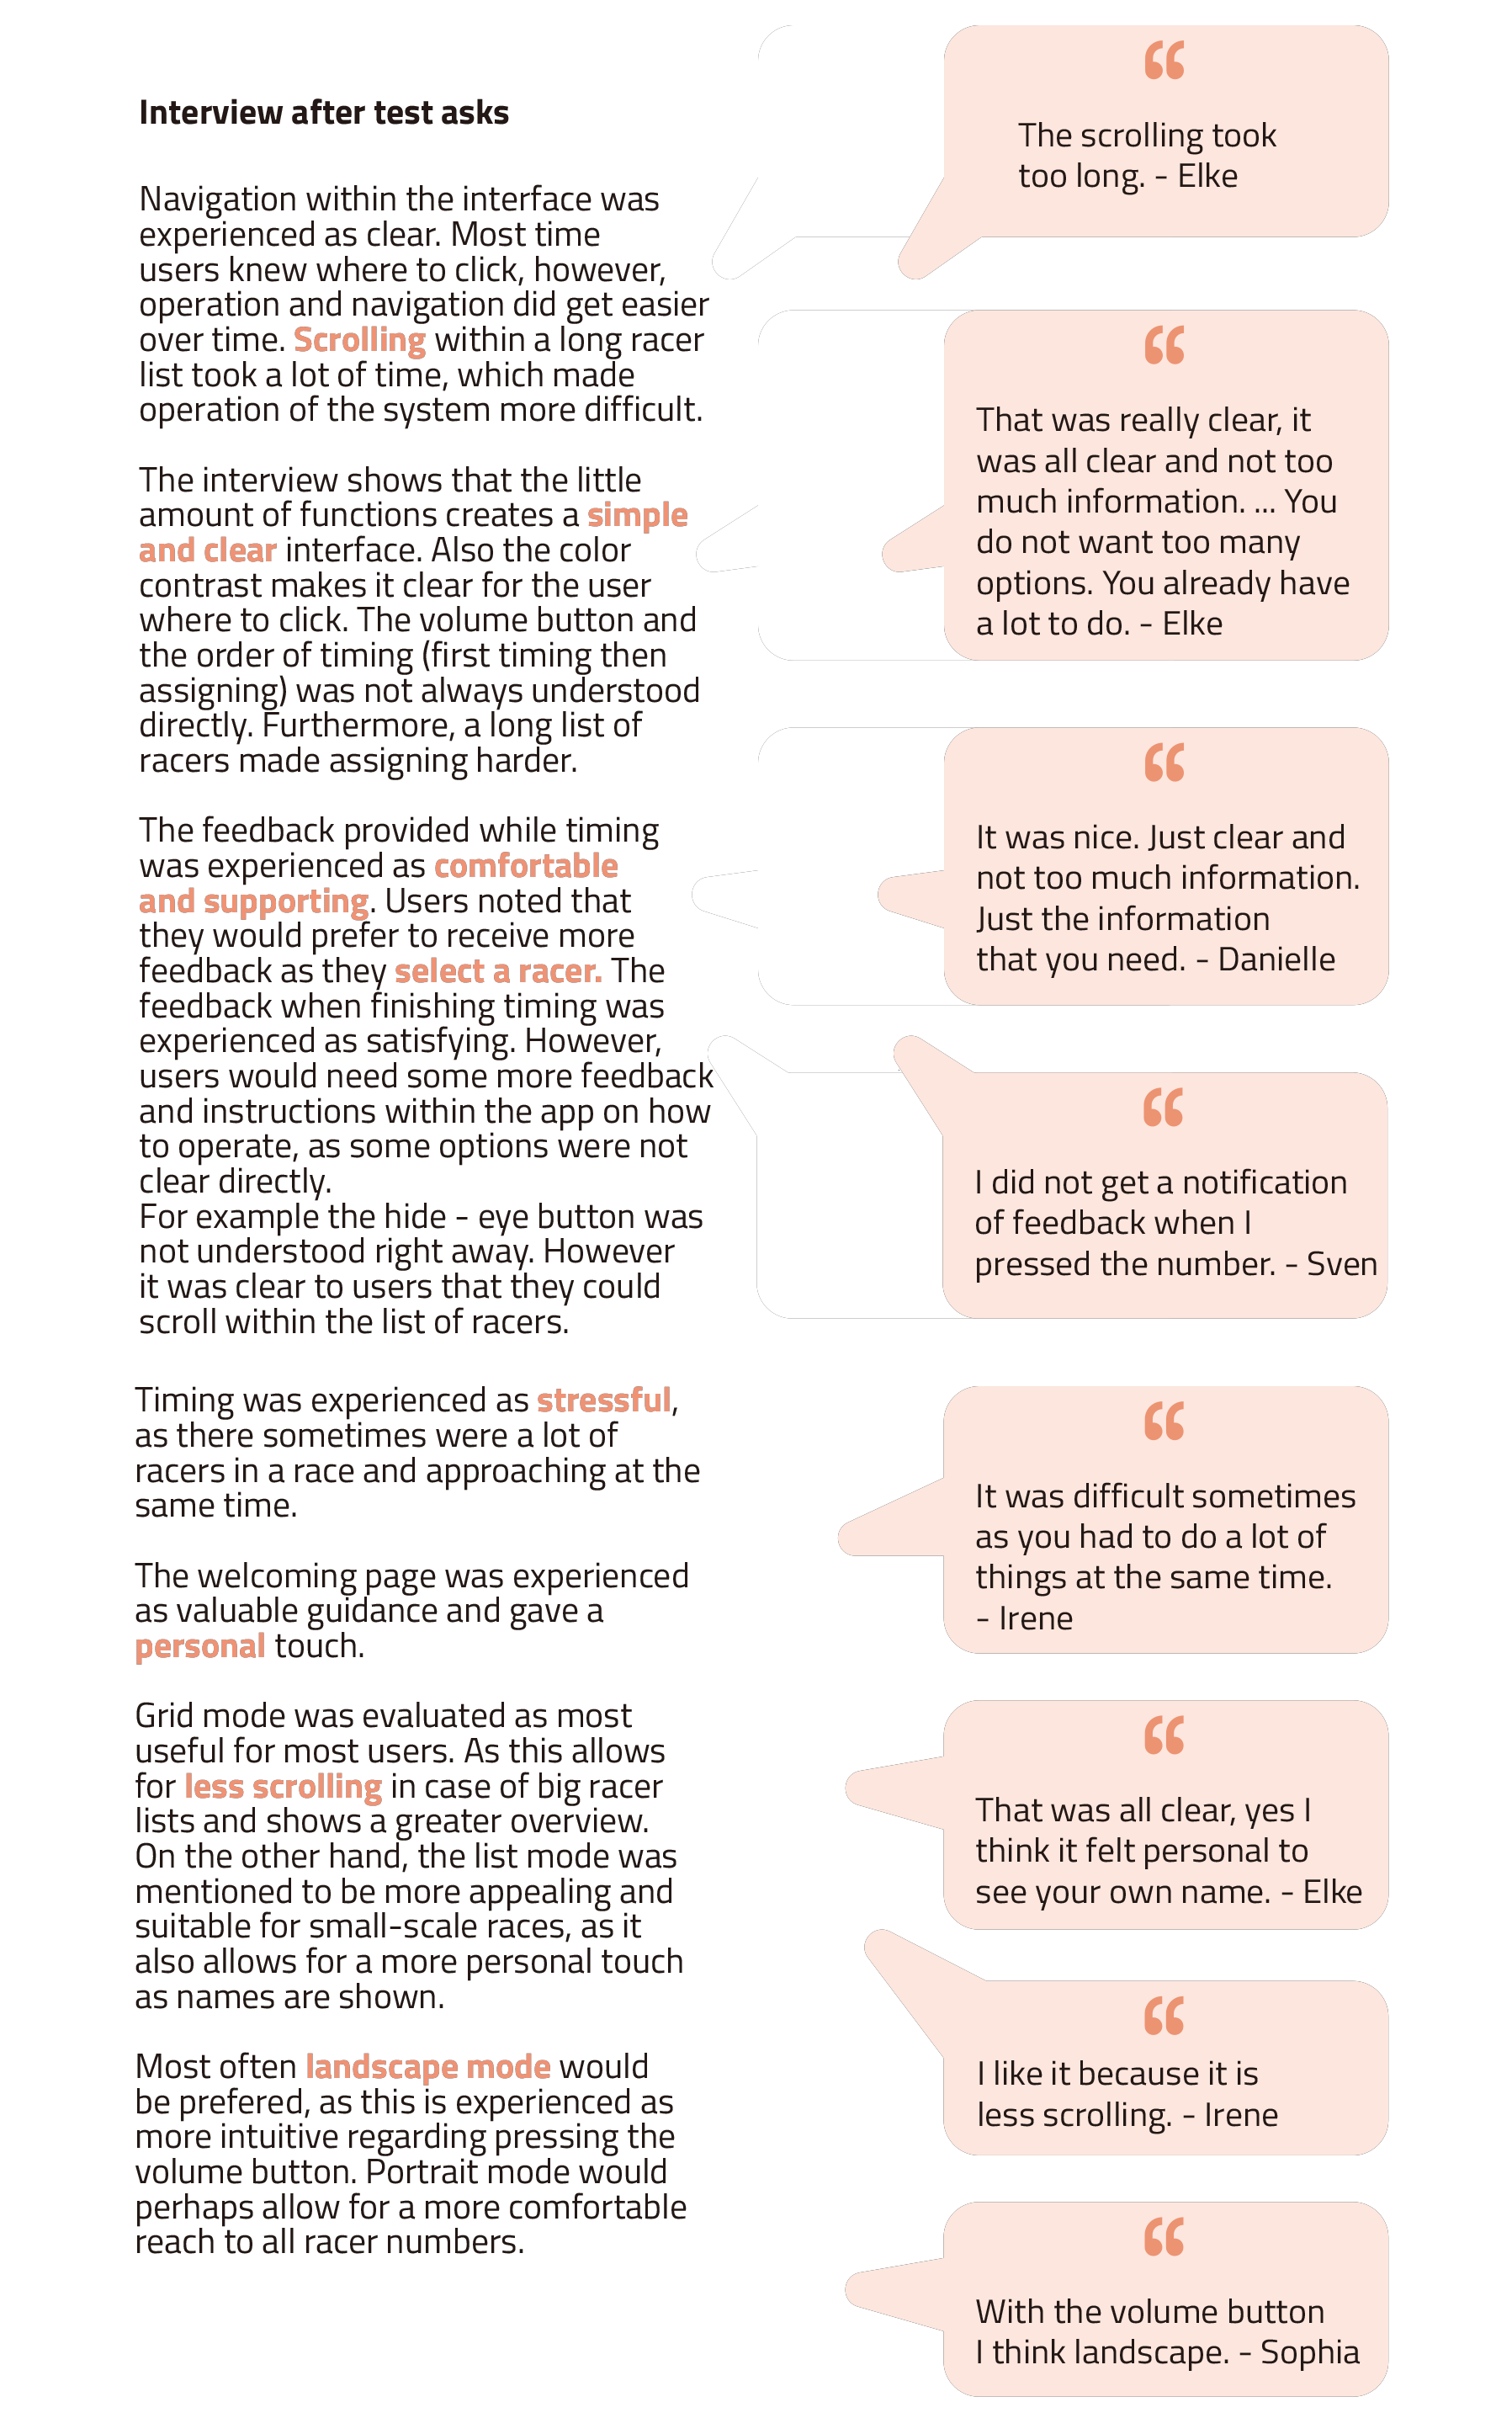 Interview after test asks
Navigation within the interface was
experienced as clear. Most time
users knew where to click, however,
operation and navigation did get easier
over time. Scrolling within a long racer
list took a lot of time, which made
operation of the system more difficult.
The interview shows that the little
amount of functions creates a simple
and clear interface. Also the color
contrast makes it clear for the user
where to click. The volume button and
the order of timing (first timing then
assigning) was not always understood
directly. Furthermore, a long list of
racers made assigning harder.
The feedback provided while timing
was experienced as comfortable
and supporting. Users noted that
they would prefer to receive more
feedback as they select a racer. The
feedback when finishing timing was
experienced as satisfying. However,
users would need some more feedback
and instructions within the app on how
to operate, as some options were not
clear directly.
For example the hide - eye button was
not understood right away. However
it was clear to users that they could
scroll within the list of racers.
Timing was experienced as stressful,
as there sometimes were a lot of
racers in a race and approaching at the
same time.
The welcoming page was experienced
as valuable guidance and gave a
personal touch.
Grid mode was evaluated as most
useful for most users. As this allows
for less scrolling in case of big racer
lists and shows a greater overview.
On the other hand, the list mode was
mentioned to be more appealing and
suitable for small-scale races, as it
also allows for a more personal touch
as names are shown.
Most often landscape mode would
be prefered, as this is experienced as
more intuitive regarding pressing the
volume button. Portrait mode would
perhaps allow for a more comfortable
reach to all racer numbers.
“
The scrolling took
too long. - Elke
“
That was really clear, it
was all clear and not too
much information. ... You
do not want too many
options. You already have
a lot to do. - Elke
“
It was nice. Just clear and
not too much information.
Just the information
that you need. - Danielle
“
I did not get a notification
of feedback when I
pressed the number. - Sven
“
It was difficult sometimes
as you had to do a lot of
things at the same time.
- Irene
“
That was all clear, yes I
think it felt personal to
see your own name. - Elke
“
I like it because it is
less scrolling. - Irene
“
With the volume button
I think landscape. - Sophia